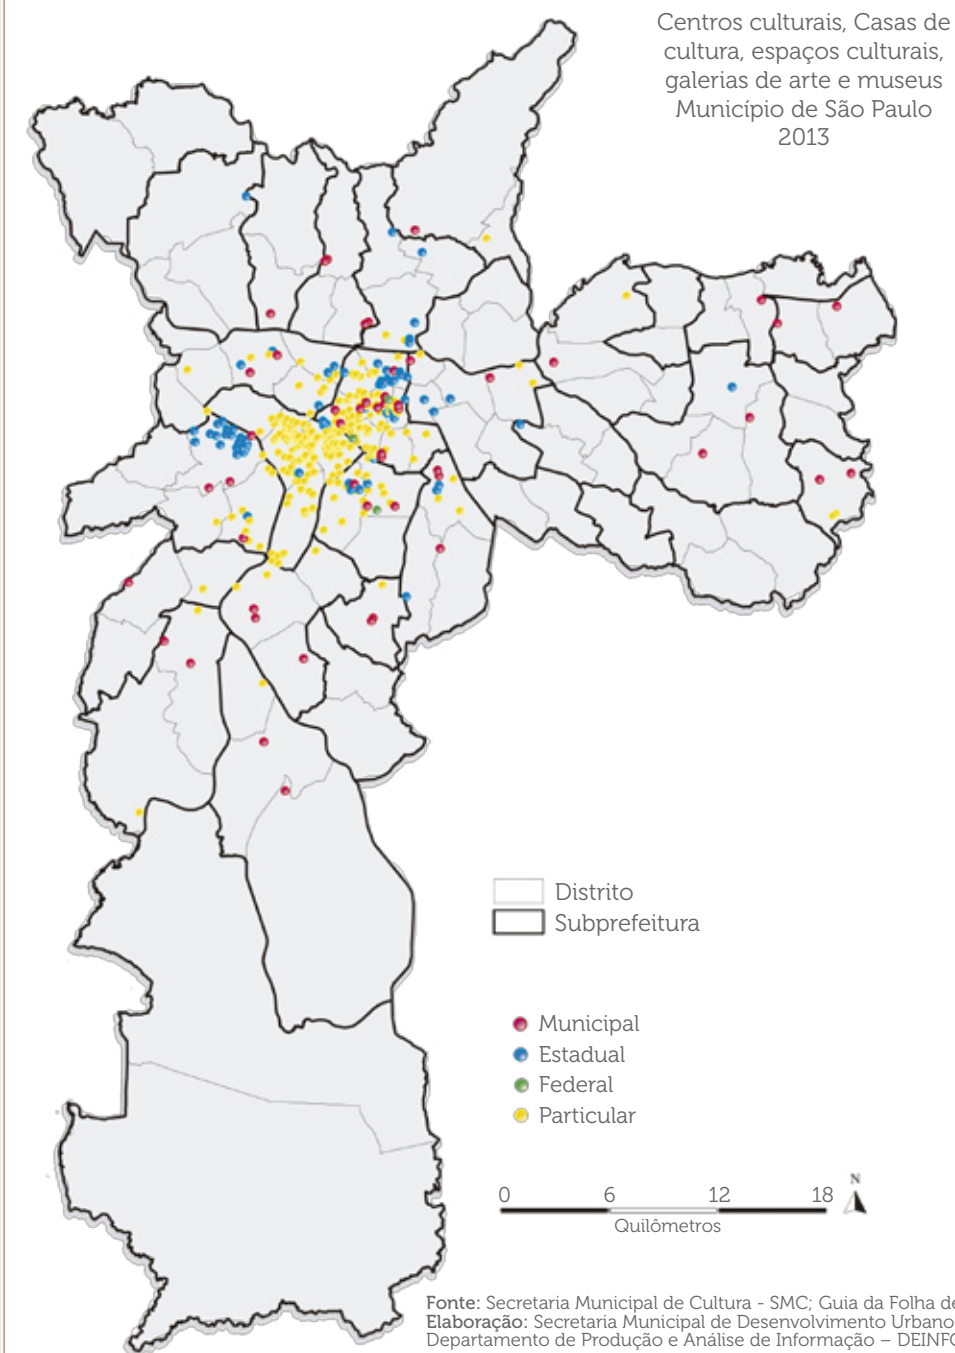 Centros culturais, Casas de
cultura, espaços culturais,
galerias de arte e museus
Município de São Paulo
2013
Distrito
Subprefeitura
Municipal
Estadual
Federal
Particular
0 6 12 18
N
Quilômetros
Fonte: Secretaria Municipal de Cultura - SMC; Guia da Folha de
Elaboração: Secretaria Municipal de Desenvolvimento Urbano
Departamento de Produção e Análise de Informação – DEINFO